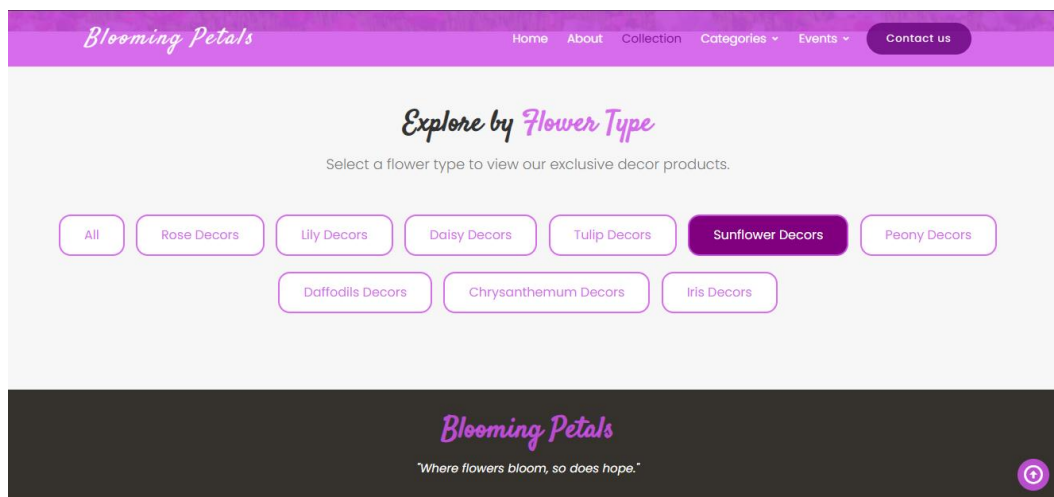 Blooming Petals Home About Collection Categories Events Contact us
Explore by Flower Type
Select a flower type to view our exclusive decor products.
All Rose Decors Lily Decors Daisy Decors Tulip Decors Sunflower Decors Peony Decors
Daffodils Decors Chrysanthemum Decors Iris Decors
Blooming Petals
"Where flowers bloom, so does hope."